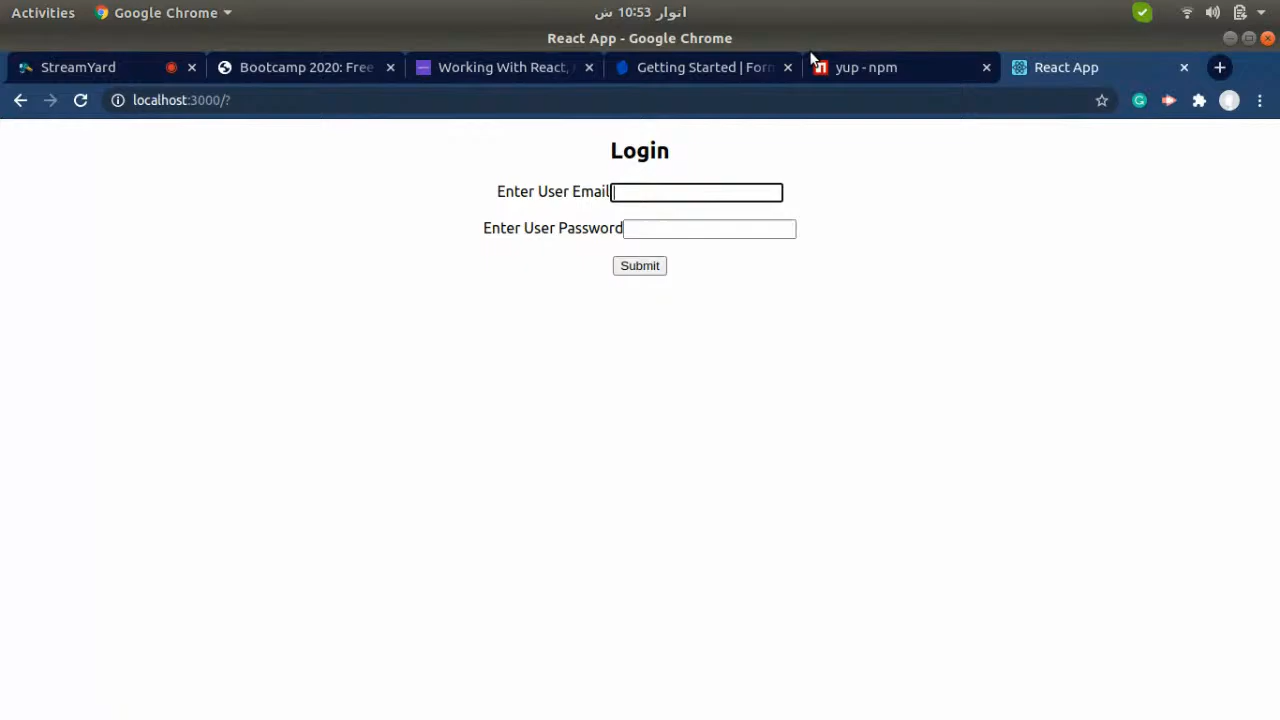 Activities Google Chrome انوار 10:53 ش
React App - Google Chrome
StreamYard Bootcamp 2020: Free Working With React, Getting Started | Form yup - npm React App
localhost:3000/?
Login
Enter User Email
Enter User Password
Submit